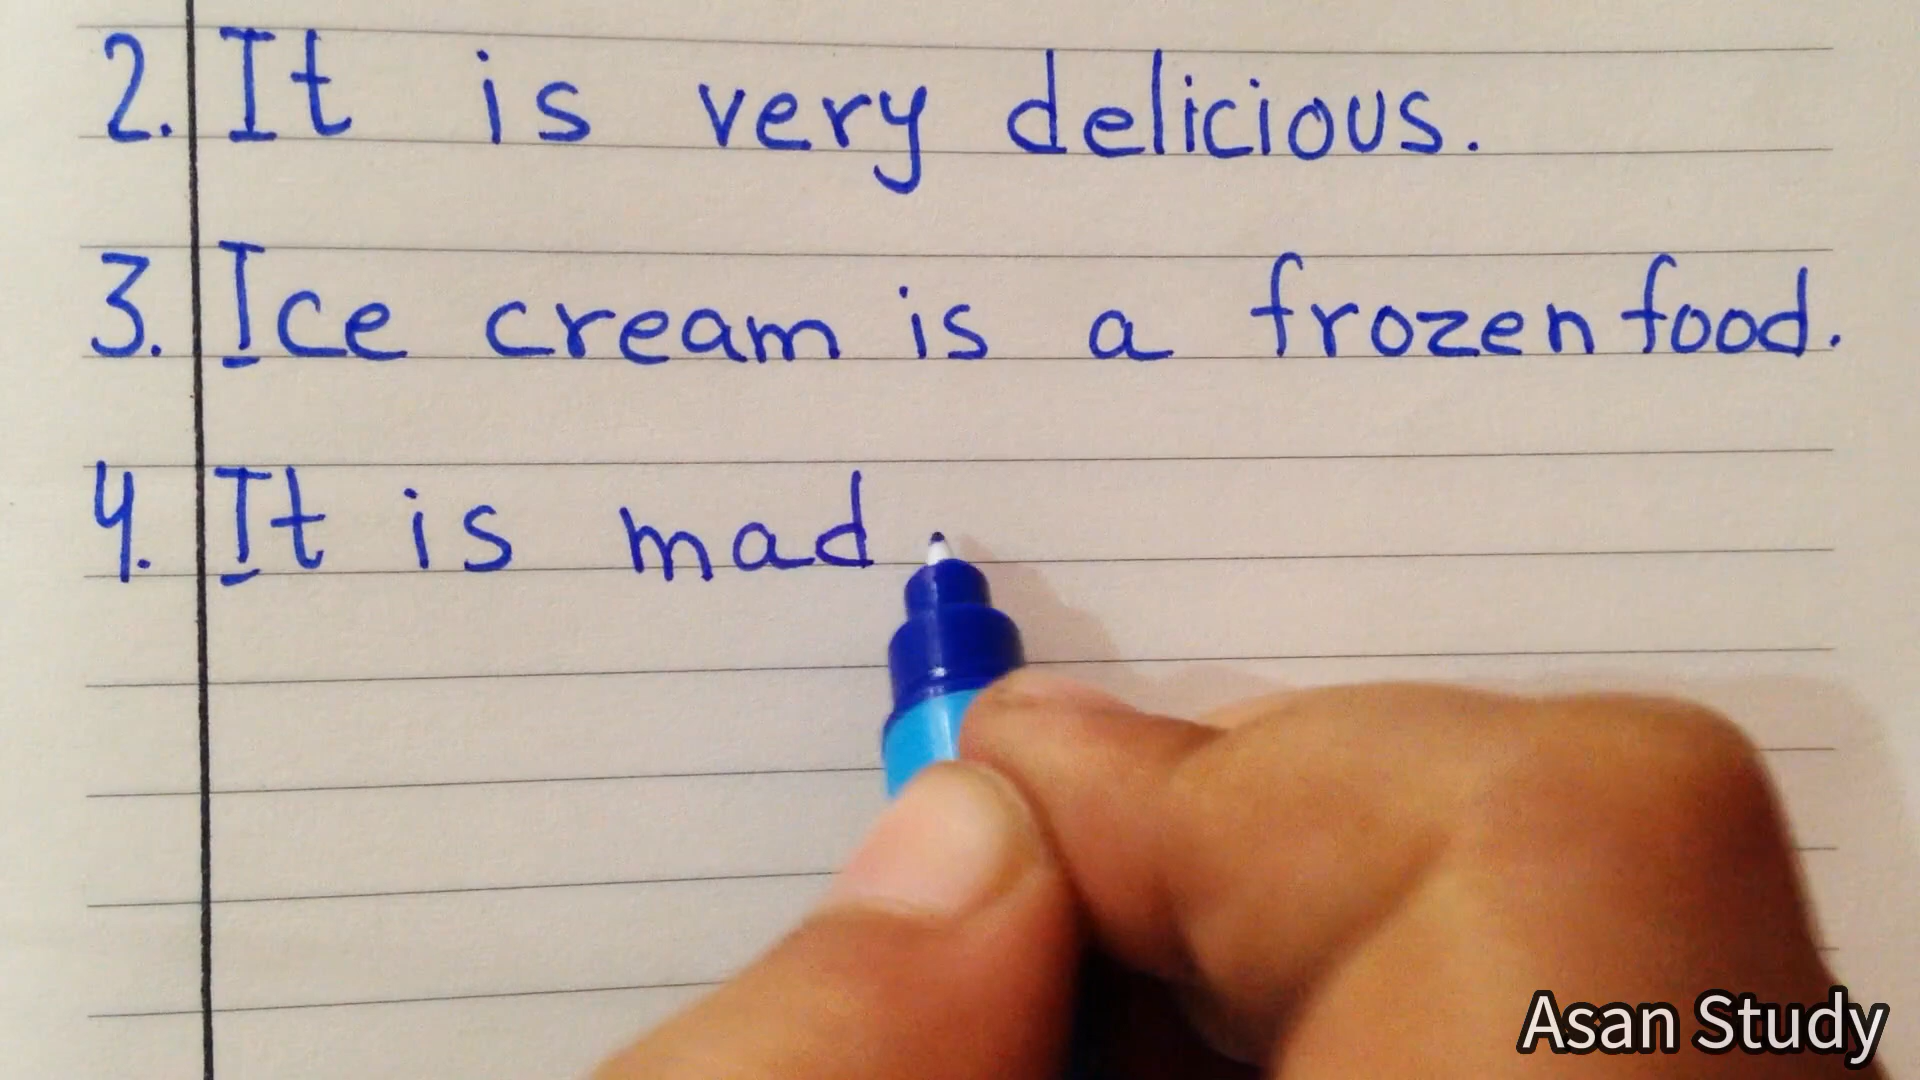 2. It is very delicious.
3. Ice cream is a frozen food.
4. It is mad
Asan Study